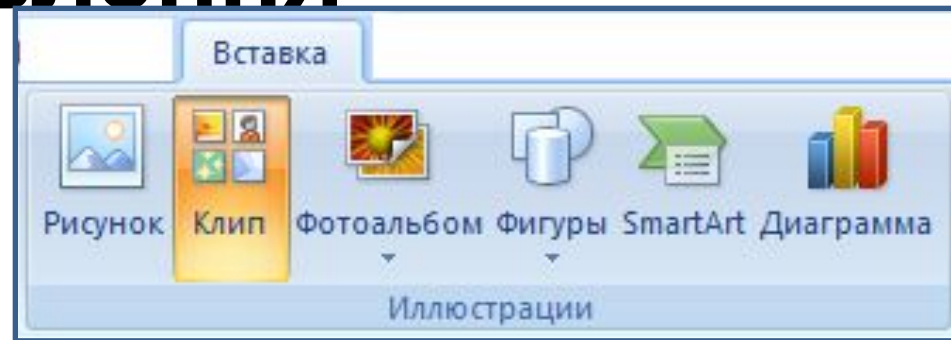 Вставка
Рисунок Клип Фотоальбом Фигуры SmartArt Диаграмма
Иллюстрации